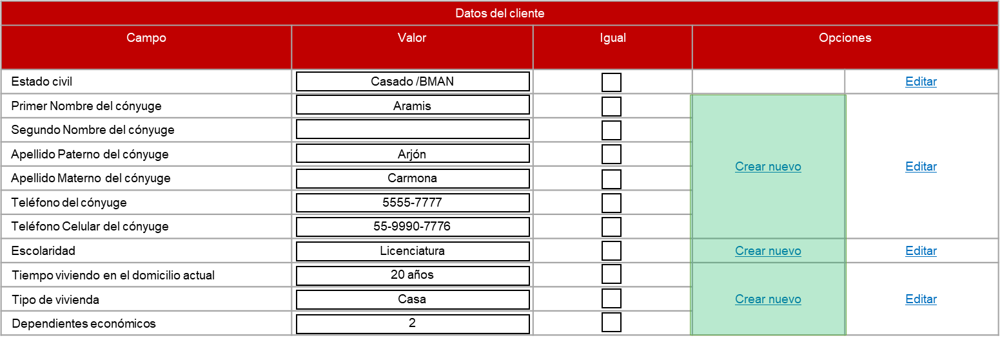 Datos del cliente
Campo Valor Igual Opciones
Estado civil Casado /BMAN Editar
Primer Nombre del cónyuge Aramis
Segundo Nombre del cónyuge
Apellido Paterno del cónyuge Arjón
Crear nuevo Editar
Apellido Materno del cónyuge Carmona
Teléfono del cónyuge 5555-7777
Teléfono Celular del cónyuge 55-9990-7776
Escolaridad Licenciatura Crear nuevo Editar
Tiempo viviendo en el domicilio actual 20 años
Tipo de vivienda Casa Crear nuevo Editar
Dependientes económicos 2